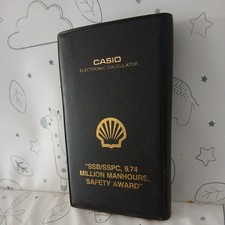 CASIO
ELECTRONIC CALCULATOR
"SSB/SSPC, 9.74
MILLION MANHOURS,
SAFETY AWARD"